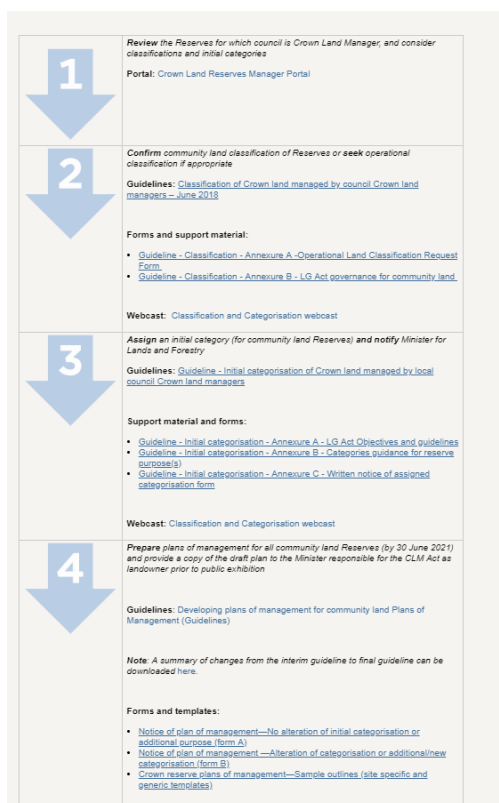 1
Review the Reserves for which council is Crown Land Manager, and consider
classifications and initial categories
Portal: Crown Land Reserves Manager Portal
2
Confirm community land classification of Reserves or seek operational
classification if appropriate
Guidelines: Classification of Crown land managed by council Crown land
managers – June 2018
Forms and support material:
• Guideline - Classification - Annexure A -Operational Land Classification Request
Form
• Guideline - Classification - Annexure B - LG Act governance for community land
Webcast: Classification and Categorisation webcast
3
Assign an initial category (for community land Reserves) and notify Minister for
Lands and Forestry
Guidelines: Guideline - Initial categorisation of Crown land managed by local
council Crown land managers
Support material and forms:
• Guideline - Initial categorisation - Annexure A - LG Act Objectives and guidelines
• Guideline - Initial categorisation - Annexure B - Categories guidance for reserve
purpose(s)
• Guideline - Initial categorisation - Annexure C - Written notice of assigned
categorisation form
Webcast: Classification and Categorisation webcast
4
Prepare plans of management for all community land Reserves (by 30 June 2021)
and provide a copy of the draft plan to the Minister responsible for the CLM Act as
landowner prior to public exhibition
Guidelines: Developing plans of management for community land Plans of
Management (Guidelines)
Note: A summary of changes from the interim guideline to final guideline can be
downloaded here.
Forms and templates:
• Notice of plan of management—No alteration of initial categorisation or
additional purpose (form A)
• Notice of plan of management —Alteration of categorisation or additional/new
categorisation (form B)
• Crown reserve plans of management—Sample outlines (site specific and
generic templates)